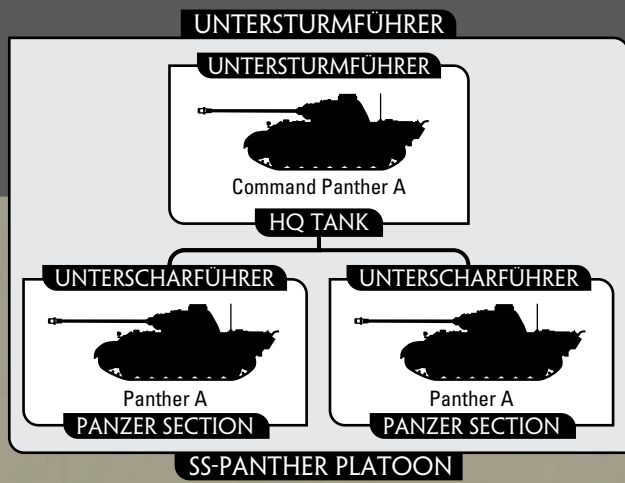 UNTERSTURMFÜHRER
UNTERSTURMFÜHRER
Command Panther A
HQ TANK
UNTERSCHARFÜHRER UNTERSCHARFÜHRER
Panther A Panther A
PANZER SECTION PANZER SECTION
SS-PANTHER PLATOON